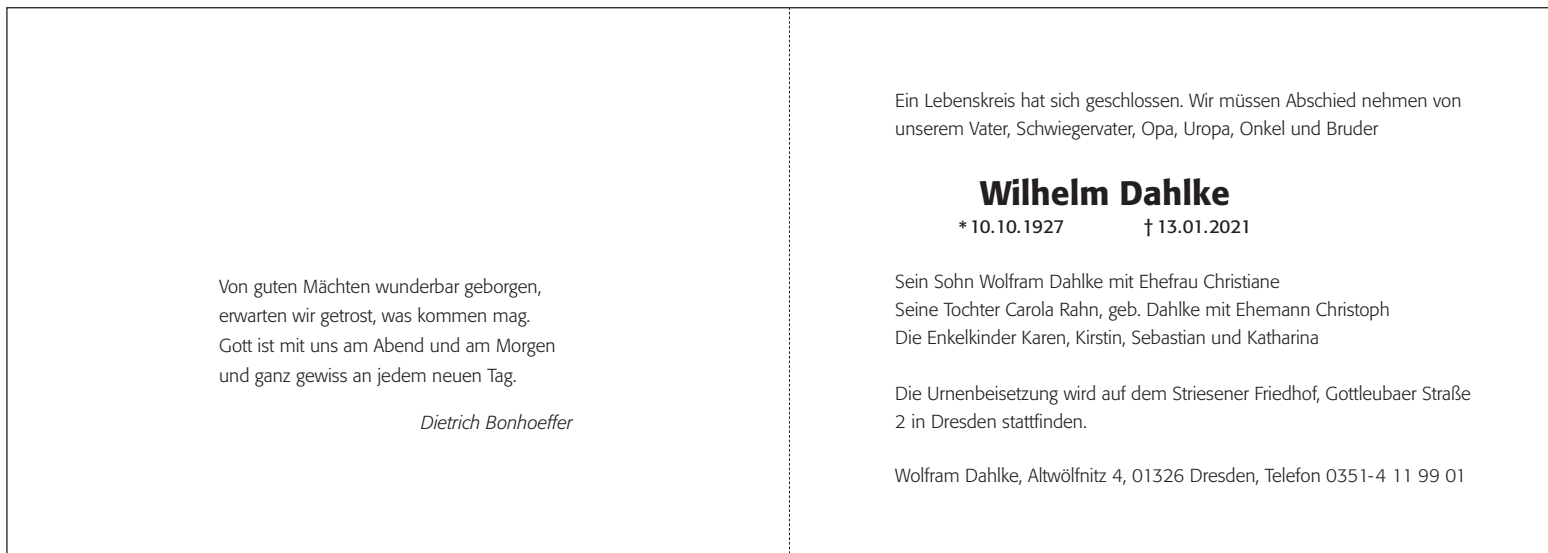 Von guten Mächten wunderbar geborgen,
erwarten wir getrost, was kommen mag.
Gott ist mit uns am Abend und am Morgen
und ganz gewiss an jedem neuen Tag.
Dietrich Bonhoeffer
Ein Lebenskreis hat sich geschlossen. Wir müssen Abschied nehmen von
unserem Vater, Schwiegervater, Opa, Uropa, Onkel und Bruder
Wilhelm Dahlke
* 10.10.1927 † 13.01.2021
Sein Sohn Wolfram Dahlke mit Ehefrau Christiane
Seine Tochter Carola Rahn, geb. Dahlke mit Ehemann Christoph
Die Enkelkinder Karen, Kirstin, Sebastian und Katharina
Die Urnenbeisetzung wird auf dem Striesener Friedhof, Gottleubaer Straße
2 in Dresden stattfinden.
Wolfram Dahlke, Altwölfnitz 4, 01326 Dresden, Telefon 0351-4 11 99 01